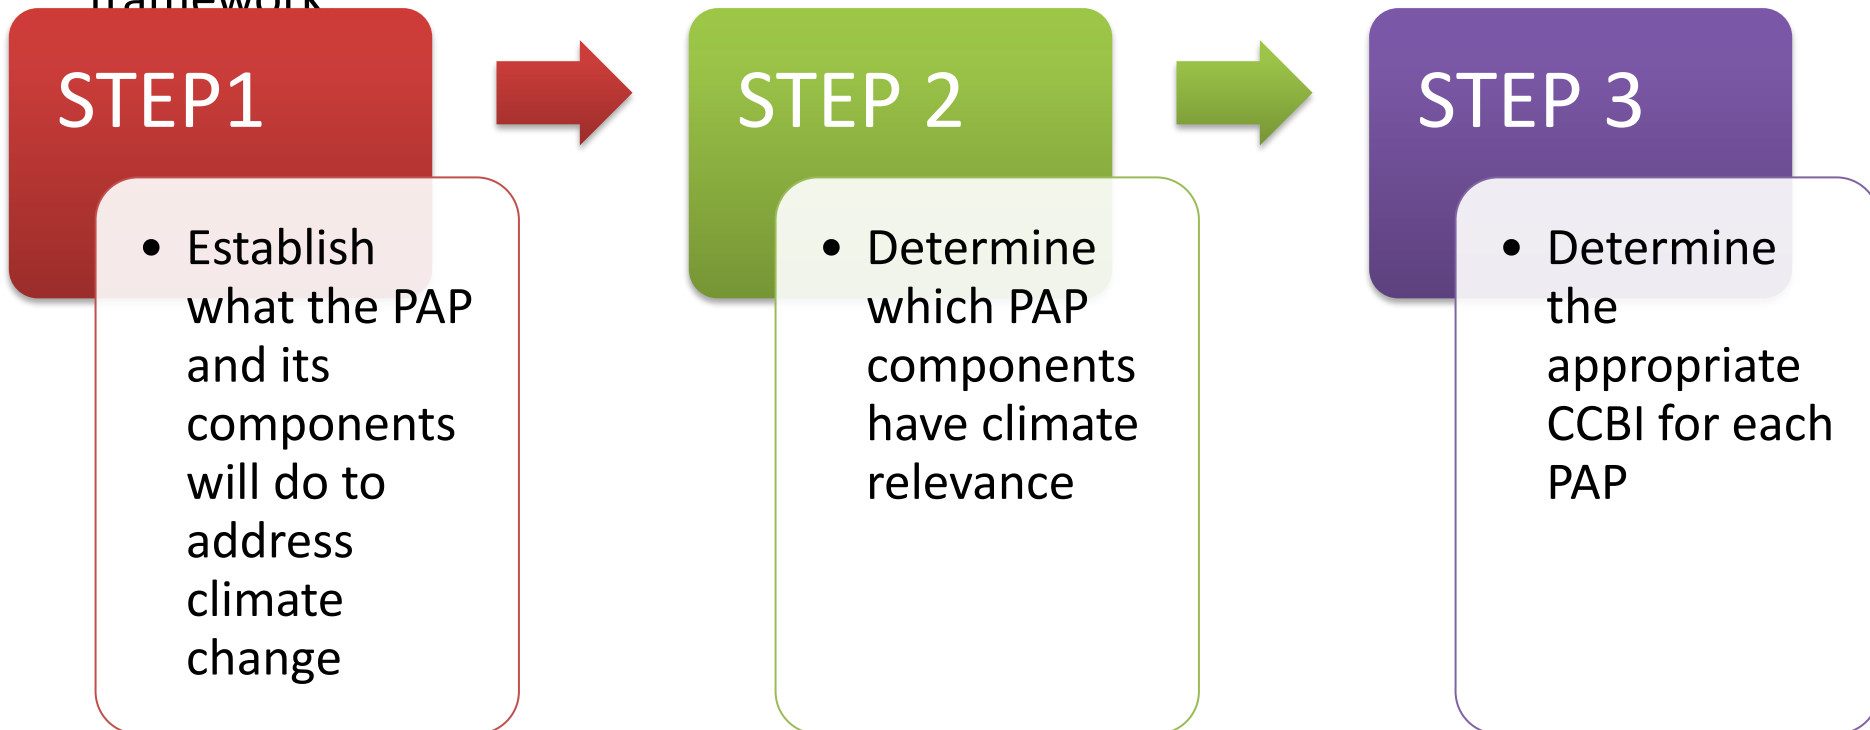 framework
STEP1
• Establish
what the PAP
and its
components
will do to
address
climate
change
STEP 2
• Determine
which PAP
components
have climate
relevance
STEP 3
• Determine
the
appropriate
CCBI for each
PAP